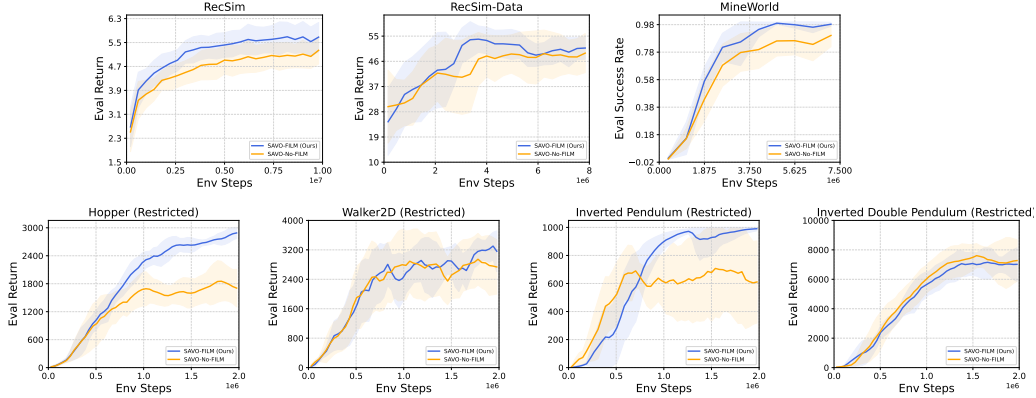 RecSim
6.3
5.5
4.7
3.9
3.1
2.3
1.5
Eval Return
0.00
0.25
0.50
0.75
1.00
1e7
Env Steps
SAVO-FILM (Ours)
SAVO-No-FILM
RecSim-Data
55
46
37
28
19
10
Eval Return
0
2
4
6
8
1e6
Env Steps
SAVO-FILM (Ours)
SAVO-No-FILM
MineWorld
0.98
0.78
0.58
0.38
0.18
−0.02
Eval Success Rate
0.000
1.875
3.750
5.625
7.500
1e6
Env Steps
SAVO-FILM (Ours)
SAVO-No-FILM
Hopper (Restricted)
3000
2400
1800
1200
600
0
Eval Return
0.0
0.5
1.0
1.5
2.0
1e6
Env Steps
SAVO-FILM (Ours)
SAVO-No-FILM
Walker2D (Restricted)
4000
3200
2400
1600
800
0
Eval Return
0.0
0.5
1.0
1.5
2.0
1e6
Env Steps
SAVO-FILM (Ours)
SAVO-No-FILM
Inverted Pendulum (Restricted)
1000
800
600
400
200
0
Eval Return
0.0
0.5
1.0
1.5
2.0
1e6
Env Steps
SAVO-FILM (Ours)
SAVO-No-FILM
Inverted Double Pendulum (Restricted)
10000
8000
6000
4000
2000
0
Eval Return
0.0
0.5
1.0
1.5
2.0
1e6
Env Steps
SAVO-FILM (Ours)
SAVO-No-FILM